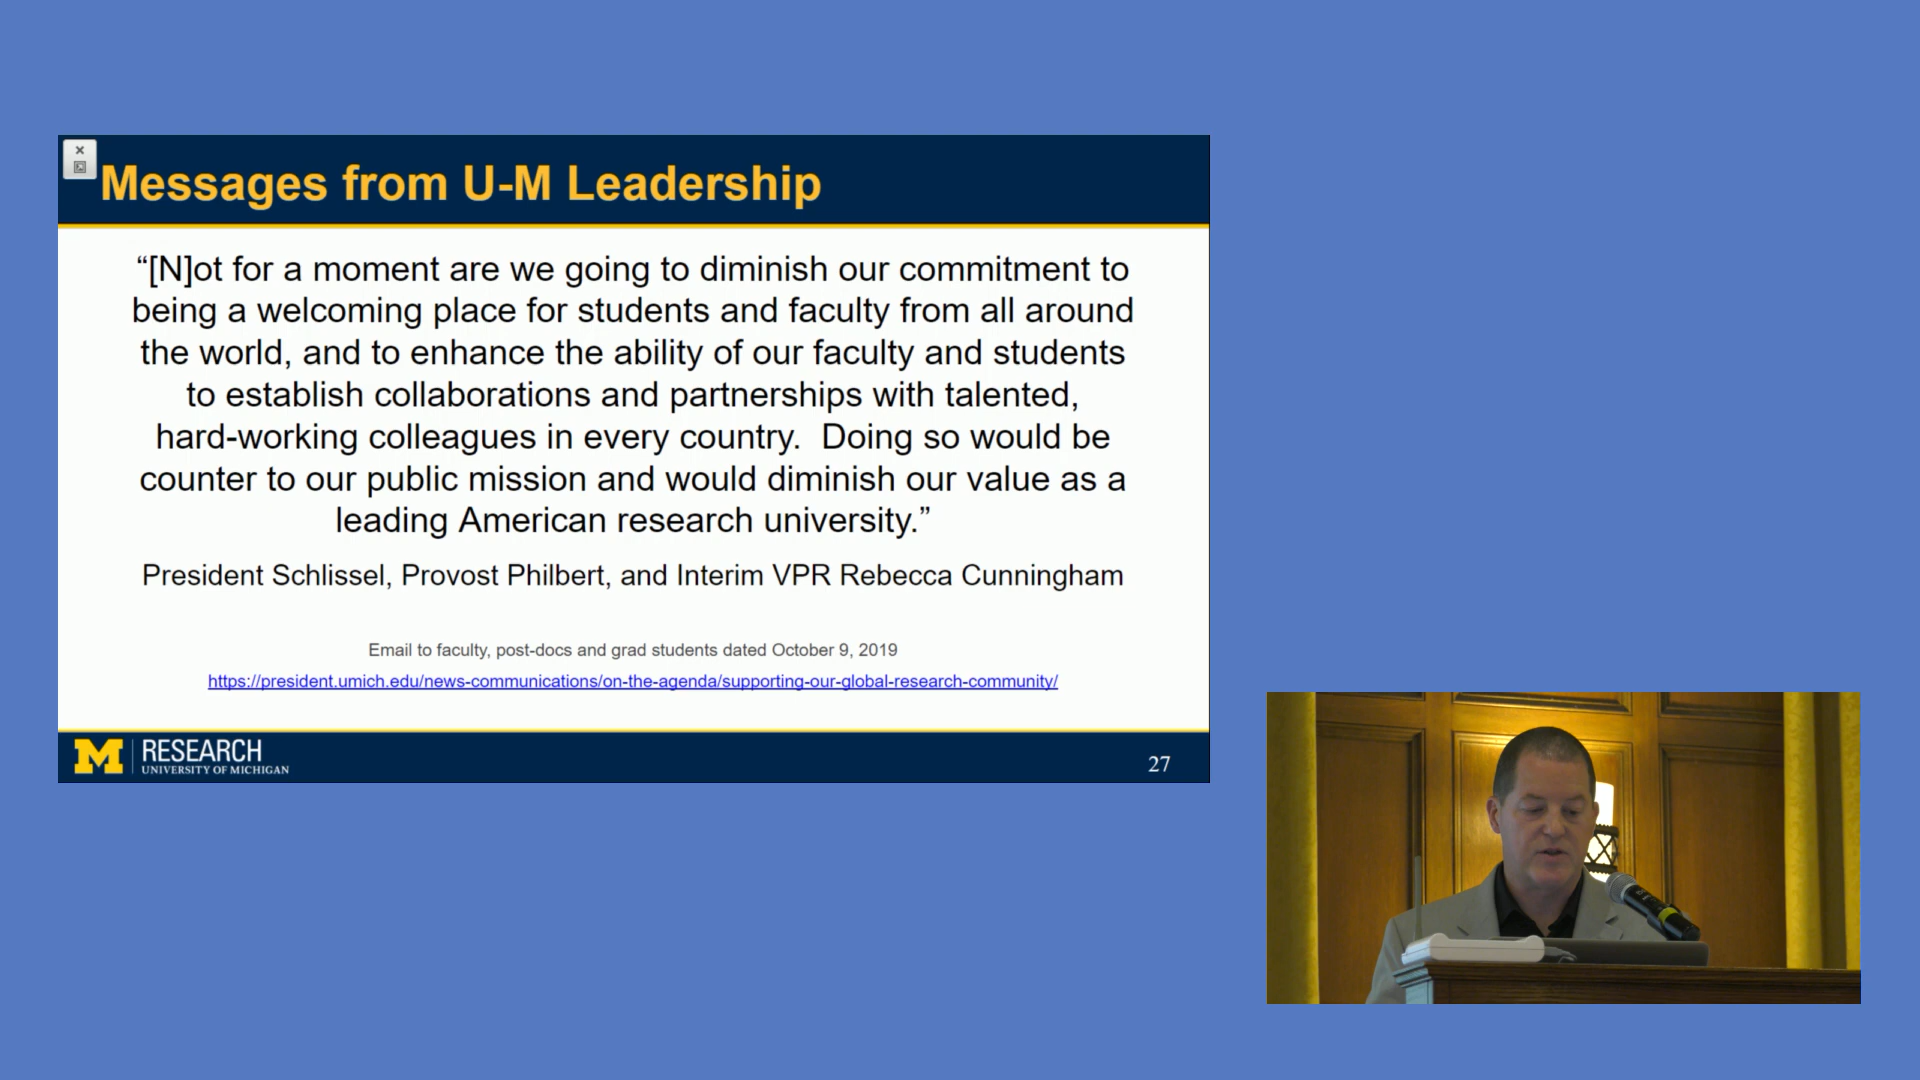 Messages from U-M Leadership
“[N]ot for a moment are we going to diminish our commitment to
being a welcoming place for students and faculty from all around
the world, and to enhance the ability of our faculty and students
to establish collaborations and partnerships with talented,
hard-working colleagues in every country.  Doing so would be
counter to our public mission and would diminish our value as a
leading American research university.”
President Schlissel, Provost Philbert, and Interim VPR Rebecca Cunningham
Email to faculty, post-docs and grad students dated October 9, 2019
https://president.umich.edu/news-communications/on-the-agenda/supporting-our-global-research-community/
M RESEARCH
UNIVERSITY OF MICHIGAN
27